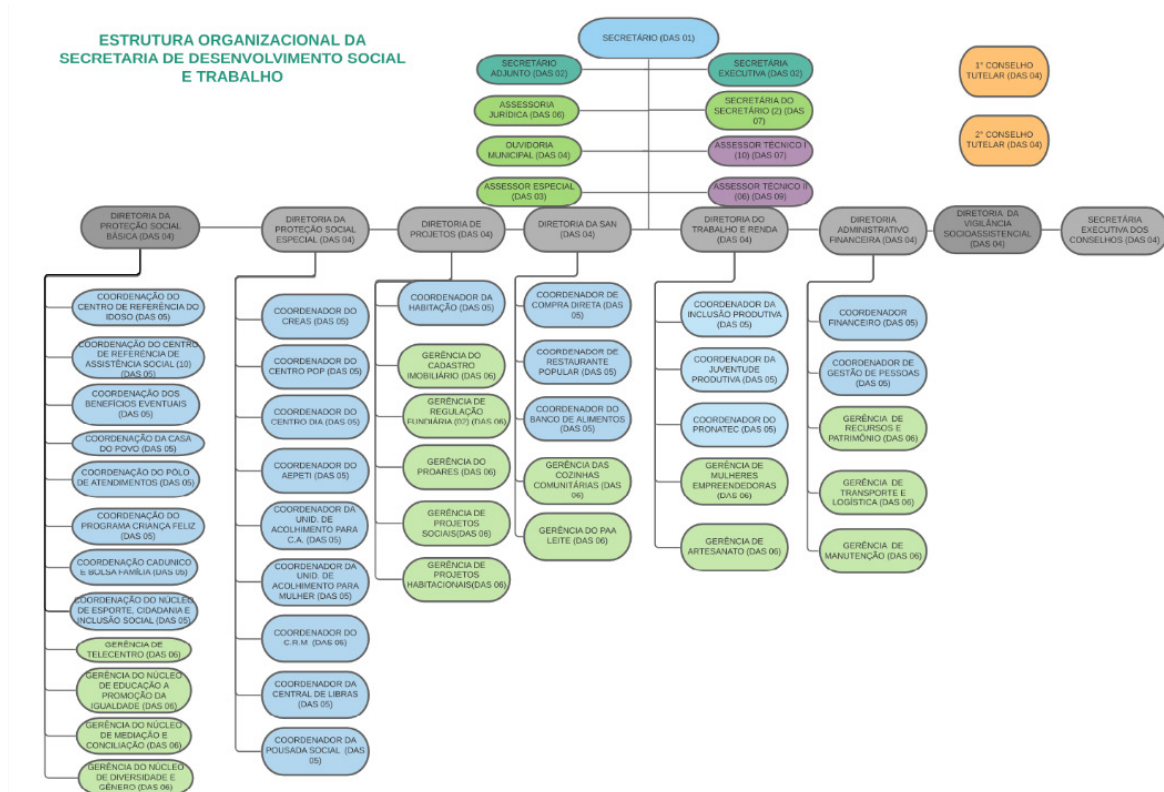 ESTRUTURA ORGANIZACIONAL DA
SECRETARIA DE DESENVOLVIMENTO SOCIAL
E TRABALHO
SECRETÁRIO (DAS 01)
SECRETÁRIO
ADJUNTO (DAS 02)
SECRETÁRIA
EXECUTIVA (DAS 02)
ASSESSORIA
JURÍDICA (DAS 06)
SECRETÁRIA DO
SECRETÁRIO (2) (DAS
07)
OUVIDORIA
MUNICIPAL (DAS 04)
ASSESSOR TÉCNICO I
(10) (DAS 07)
ASSESSOR ESPECIAL
(DAS 03)
ASSESSOR TÉCNICO II
(06) (DAS 09)
1° CONSELHO
TUTELAR (DAS 04)
2° CONSELHO
TUTELAR (DAS 04)
DIRETORIA DA
PROTEÇÃO SOCIAL
BÁSICA (DAS 04)
DIRETORIA DA
PROTEÇÃO SOCIAL
ESPECIAL (DAS 04)
DIRETORIA DE
PROJETOS (DAS 04)
DIRETORIA DA SAN
(DAS 04)
DIRETORIA DO
TRABALHO E RENDA
(DAS 04)
DIRETORIA
ADMINISTRATIVO
FINANCEIRA (DAS 04)
DIRETORIA DA
VIGILÂNCIA
SOCIOASSISTENCIAL
(DAS 04)
SECRETÁRIA
EXECUTIVA DOS
CONSELHOS (DAS 04)
COORDENAÇÃO DO
CENTRO DE REFERÊNCIA DO
IDOSO (DAS 05)
COORDENAÇÃO DO CENTRO
DE REFERÊNCIA DE
ASSISTÊNCIA SOCIAL (10)
(DAS 05)
COORDENAÇÃO DOS
BENEFÍCIOS EVENTUAIS
(DAS 05)
COORDENAÇÃO DA CASA
DO POVO (DAS 05)
COORDENAÇÃO DO PÓLO
DE ATENDIMENTOS (DAS 05)
COORDENAÇÃO DO
PROGRAMA CRIANÇA FELIZ
(DAS 05)
COORDENAÇÃO CADUNICO
E BOLSA FAMÍLIA (DAS 05)
COORDENAÇÃO DO NÚCLEO
DE ESPORTE, CIDADANIA E
INCLUSÃO SOCIAL (DAS 05)
GERÊNCIA DE
TELECENTRO (DAS 06)
GERÊNCIA DO NÚCLEO
DE EDUCAÇÃO A
PROMOÇÃO DA
IGUALDADE (DAS 06)
GERÊNCIA DO NÚCLEO
DE MEDIAÇÃO E
CONCILIAÇÃO (DAS 06)
GERÊNCIA DO NÚCLEO
DE DIVERSIDADE E
GÊNERO (DAS 06)
COORDENADOR DO
CREAS (DAS 05)
COORDENADOR DO
CENTRO POP (DAS 05)
COORDENADOR DO
CENTRO DIA (DAS 05)
COORDENADOR DO
AEPETI (DAS 05)
COORDENADOR DA
UNID. DE
ACOLHIMENTO PARA
C.A. (DAS 05)
COORDENADOR DA
UNID. DE
ACOLHIMENTO PARA
MULHER (DAS 05)
COORDENADOR DO
C.R.M (DAS 05)
COORDENADOR DA
CENTRAL DE LIBRAS
(DAS 05)
COORDENADOR DA
POUSADA SOCIAL (DAS
05)
COORDENADOR DA
HABITAÇÃO (DAS 05)
GERÊNCIA DO
CADASTRO
IMOBILIÁRIO (DAS 06)
GERÊNCIA DE
REGULAÇÃO
FUNDIÁRIA (02) (DAS 06)
GERÊNCIA DO
PROARES (DAS 06)
GERÊNCIA DE
PROJETOS
SOCIAIS(DAS 06)
GERÊNCIA DE
PROJETOS
HABITACIONAIS(DAS 06)
COORDENADOR DE
COMPRA DIRETA (DAS
05)
COORDENADOR DE
RESTAURANTE
POPULAR (DAS 05)
COORDENADOR DO
BANCO DE ALIMENTOS
(DAS 05)
GERÊNCIA DAS
COZINHAS
COMUNITÁRIAS (DAS
06)
GERÊNCIA DO PAA
LEITE (DAS 06)
COORDENADOR DA
INCLUSÃO PRODUTIVA
(DAS 05)
COORDENADOR DA
JUVENTUDE
PRODUTIVA (DAS 05)
COORDENADOR DO
PRONATEC (DAS 05)
GERÊNCIA DE
MULHERES
EMPREENDEDORAS
(DAS 06)
GERÊNCIA DE
ARTESANATO (DAS 06)
COORDENADOR
FINANCEIRO (DAS 05)
COORDENADOR DE
GESTÃO DE PESSOAS
(DAS 05)
GERÊNCIA DE
RECURSOS E
PATRIMÔNIO (DAS 06)
GERÊNCIA DE
TRANSPORTE E
LOGÍSTICA (DAS 06)
GERÊNCIA DE
MANUTENÇÃO (DAS 06)